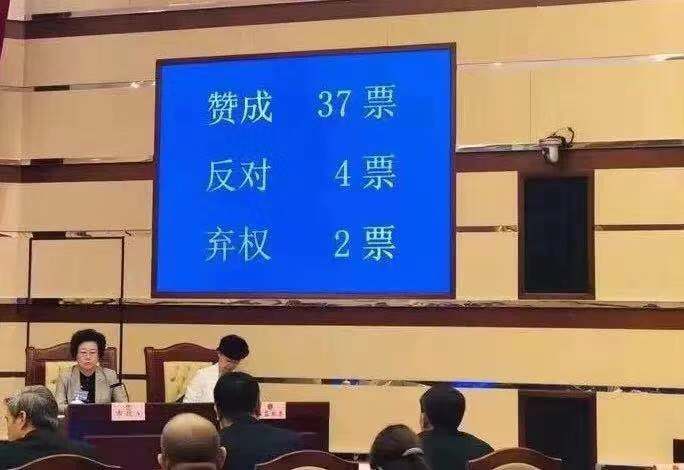 赞成 37 票
反对 4 票
弃权 2 票